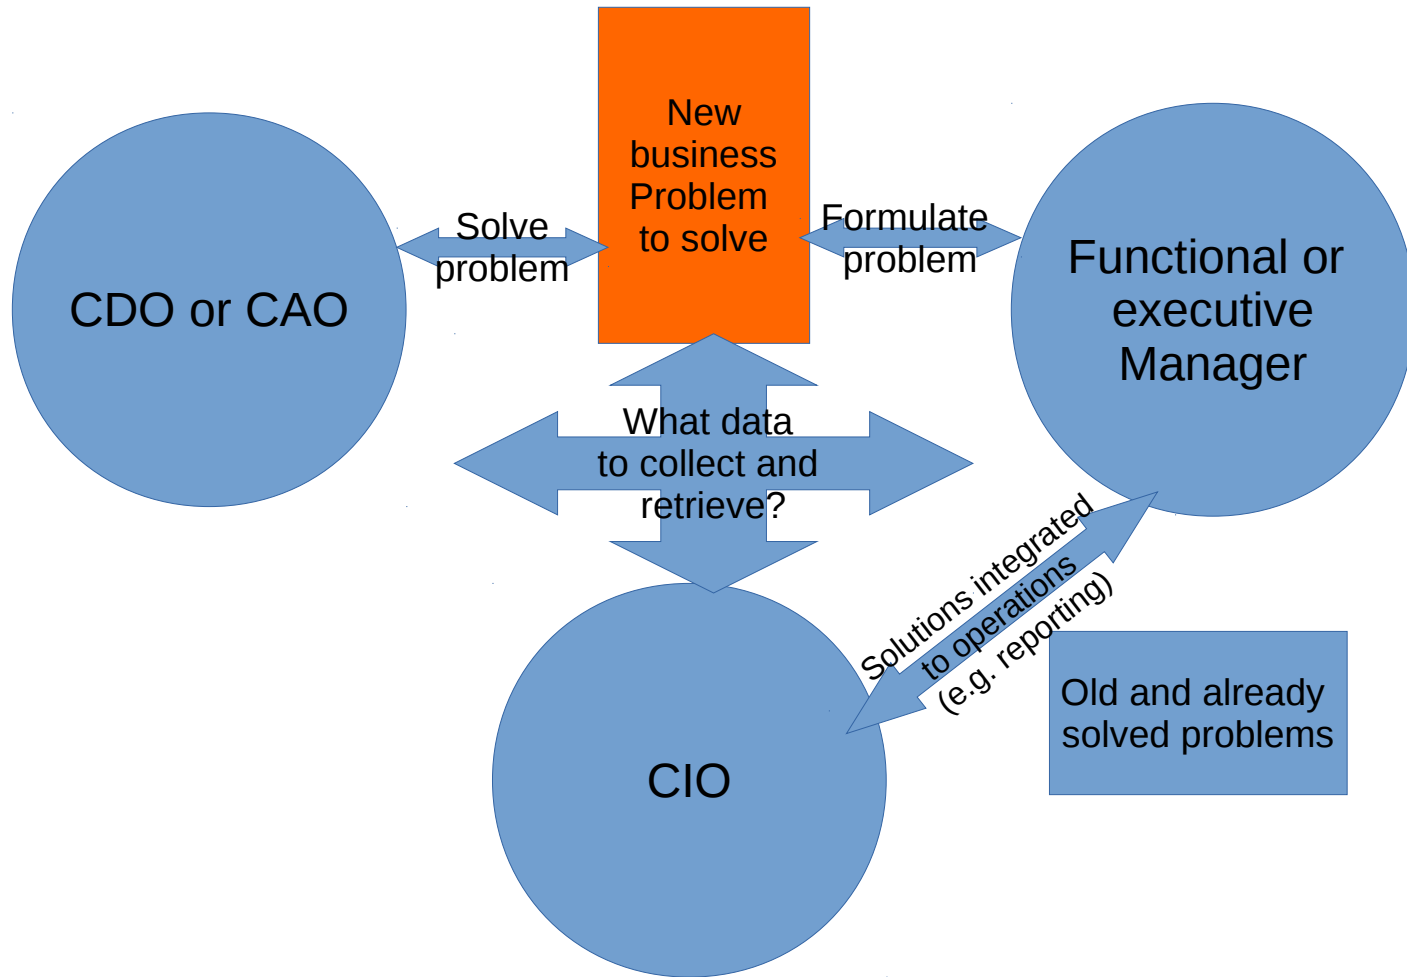 New
business
Problem
to solve
Solve
problem
Formulate
problem
CDO or CAO
Functional or
executive
Manager
What data
to collect and
retrieve?
Solutions integrated
to operations
(e.g. reporting)
Old and already
solved problems
CIO